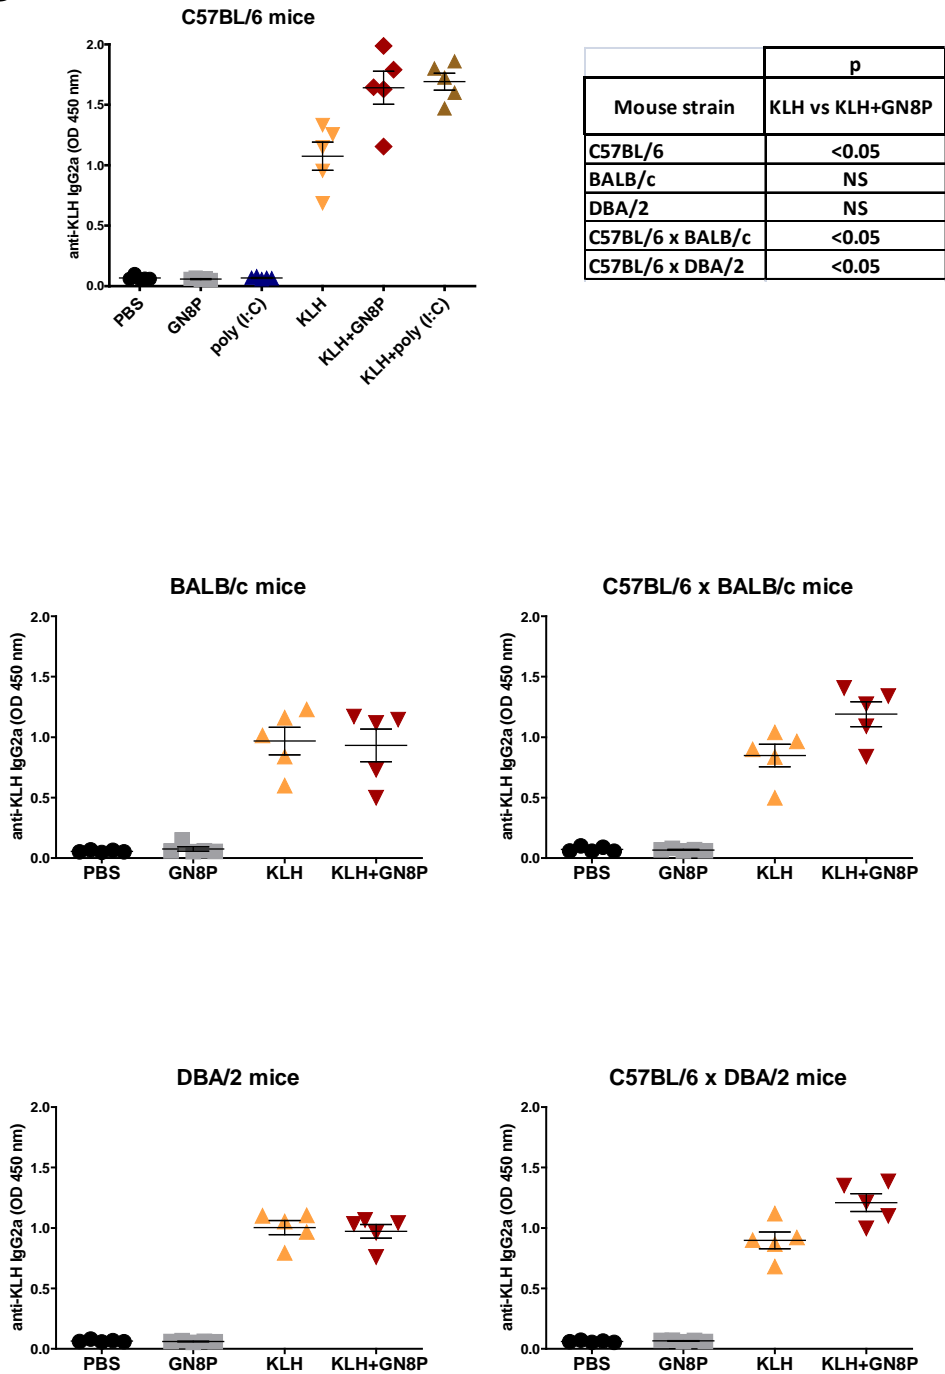 C57BL/6 mice
anti-KLH IgG2a (OD 450 nm)
2.0
1.5
1.0
0.5
0.0
PBS
GN8P
poly (I:C)
KLH
KLH+GN8P
KLH+poly (I:C)
p
Mouse strain KLH vs KLH+GN8P
C57BL/6 <0.05
BALB/c NS
DBA/2 NS
C57BL/6 x BALB/c <0.05
C57BL/6 x DBA/2 <0.05
BALB/c mice
anti-KLH IgG2a (OD 450 nm)
2.0
1.5
1.0
0.5
0.0
PBS GN8P KLH KLH+GN8P
C57BL/6 x BALB/c mice
anti-KLH IgG2a (OD 450 nm)
2.0
1.5
1.0
0.5
0.0
PBS GN8P KLH KLH+GN8P
DBA/2 mice
anti-KLH IgG2a (OD 450 nm)
2.0
1.5
1.0
0.5
0.0
PBS GN8P KLH KLH+GN8P
C57BL/6 x DBA/2 mice
anti-KLH IgG2a (OD 450 nm)
2.0
1.5
1.0
0.5
0.0
PBS GN8P KLH KLH+GN8P